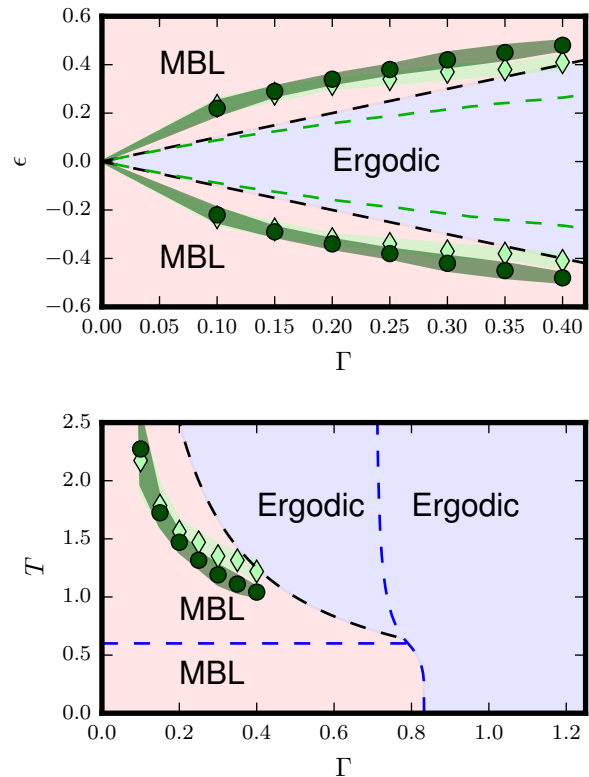 0.6
0.4
0.2
0.0
−0.2
−0.4
−0.6
ϵ
MBL
Ergodic
MBL
0.00 0.05 0.10 0.15 0.20 0.25 0.30 0.35 0.40
Γ
2.5
2.0
1.5
1.0
0.5
0.0
T
Ergodic Ergodic
MBL
MBL
0.0 0.2 0.4 0.6 0.8 1.0 1.2
Γ